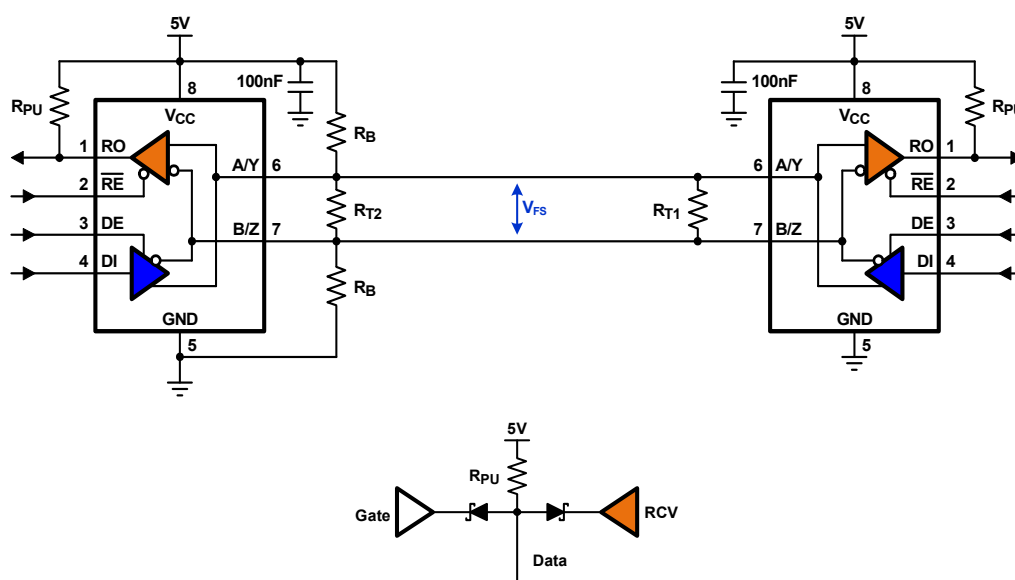 5V
5V
100nF
100nF
8
8
RPU
RPU
VCC
VCC
RB
1 RO
RO 1
A/Y 6
6 A/Y
2 RE
RE 2
RT2
VFS
RT1
3 DE
DE 3
B/Z 7
7 B/Z
4 DI
DI 4
RB
GND
GND
5
5
5V
RPU
Gate
RCV
Data